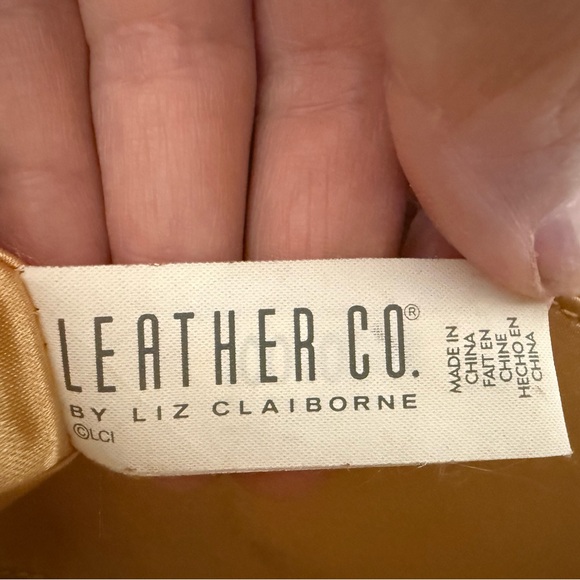 LEATHER CO.®
BY LIZ CLAIBORNE
©LCI
MADE IN
CHINA
FAIT EN
CHINE
HECHO EN
CHINA